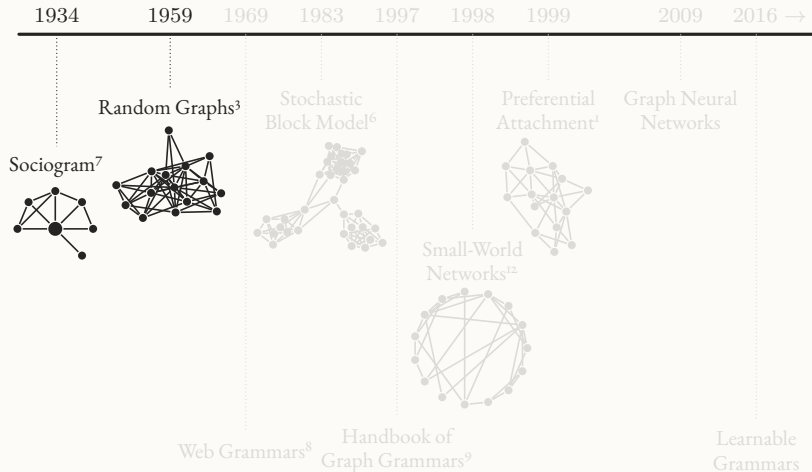 1934 1959 1969 1983 1997 1998 1999 2009 2016 →
Random Graphs³
Sociogram⁷
Stochastic
Block Model⁶
Preferential
Attachment¹
Graph Neural
Networks
Small-World
Networks¹²
Web Grammars⁸
Handbook of
Graph Grammars⁹
Learnable
Grammars